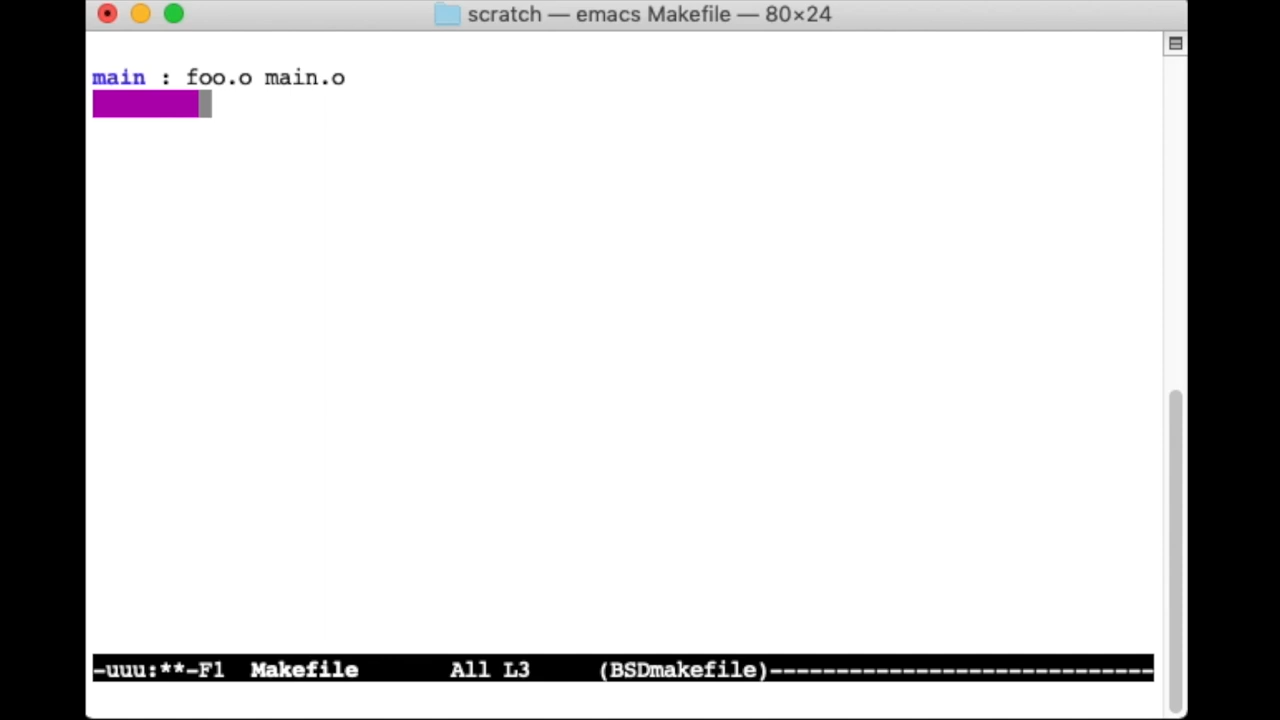 scratch — emacs Makefile — 80×24
main : foo.o main.o
-uuu:**-F1  Makefile       All L3     (BSDmakefile)-----------------------------